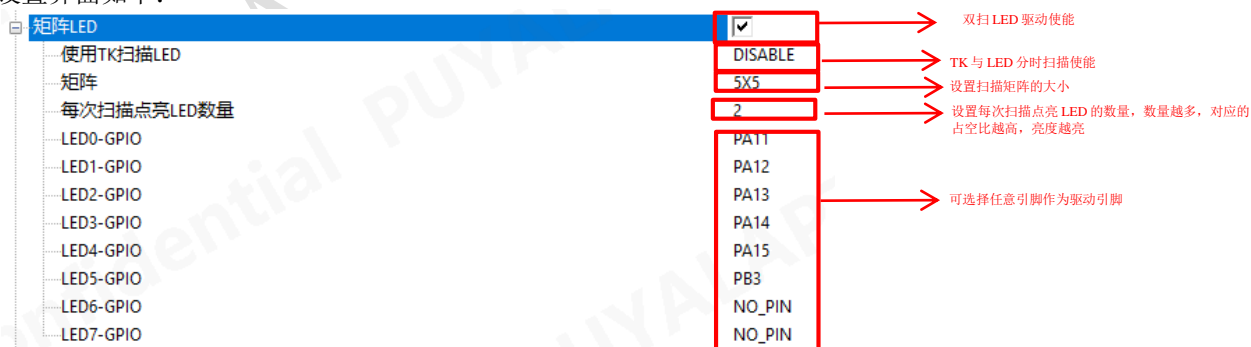 设置界面如下：
矩阵LED 双扫 LED 驱动使能
使用TK扫描LED DISABLE TK 与 LED 分时扫描使能
矩阵 5X5 设置扫描矩阵的大小
每次扫描点亮LED数量 2 设置每次扫描点亮 LED 的数量，数量越多，对应的
占空比越高，亮度越亮
LED0-GPIO PA11
LED1-GPIO PA12
LED2-GPIO PA13 可选择任意引脚作为驱动引脚
LED3-GPIO PA14
LED4-GPIO PA15
LED5-GPIO PB3
LED6-GPIO NO_PIN
LED7-GPIO NO_PIN